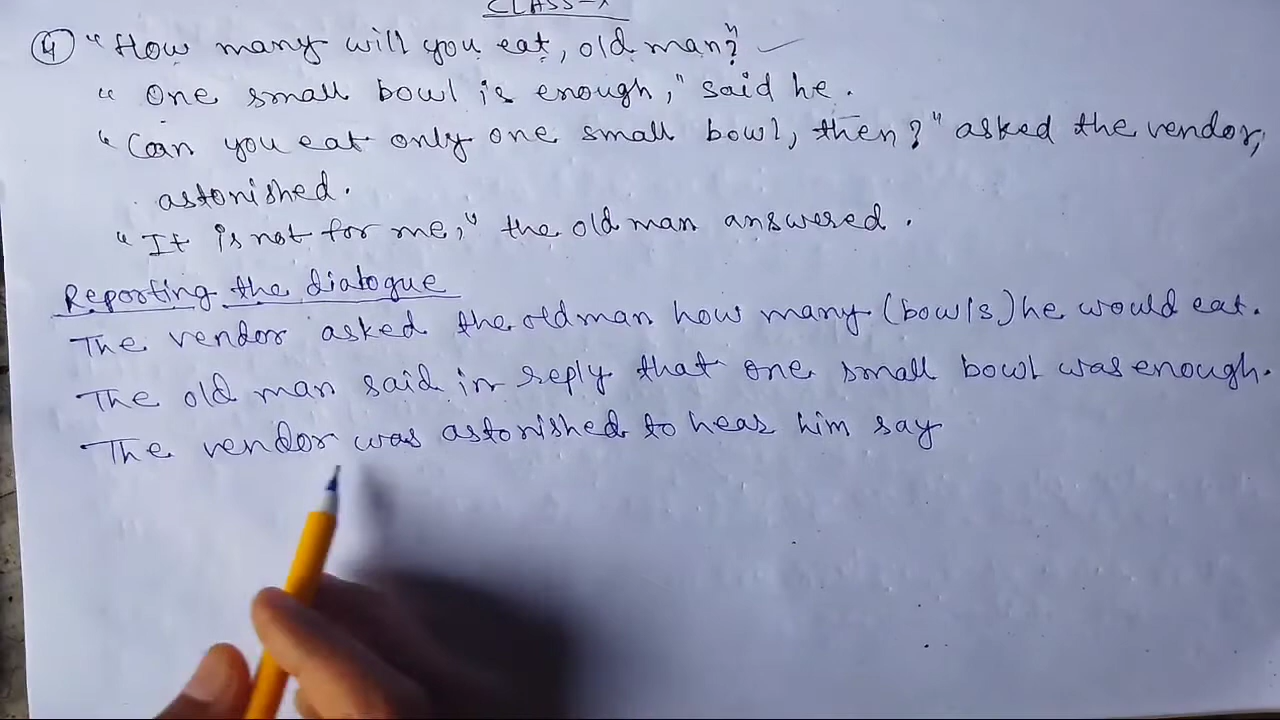 CLASS-X
④ "How many will you eat, old man?"
"One small bowl is enough," said he.
"Can you eat only one small bowl, then?" asked the vendor,
astonished.
"It is not for me," the old man answered.
Reporting the dialogue
The vendor asked the old man how many (bowls) he would eat.
The old man said in reply that one small bowl was enough.
The vendor was astonished to hear him say